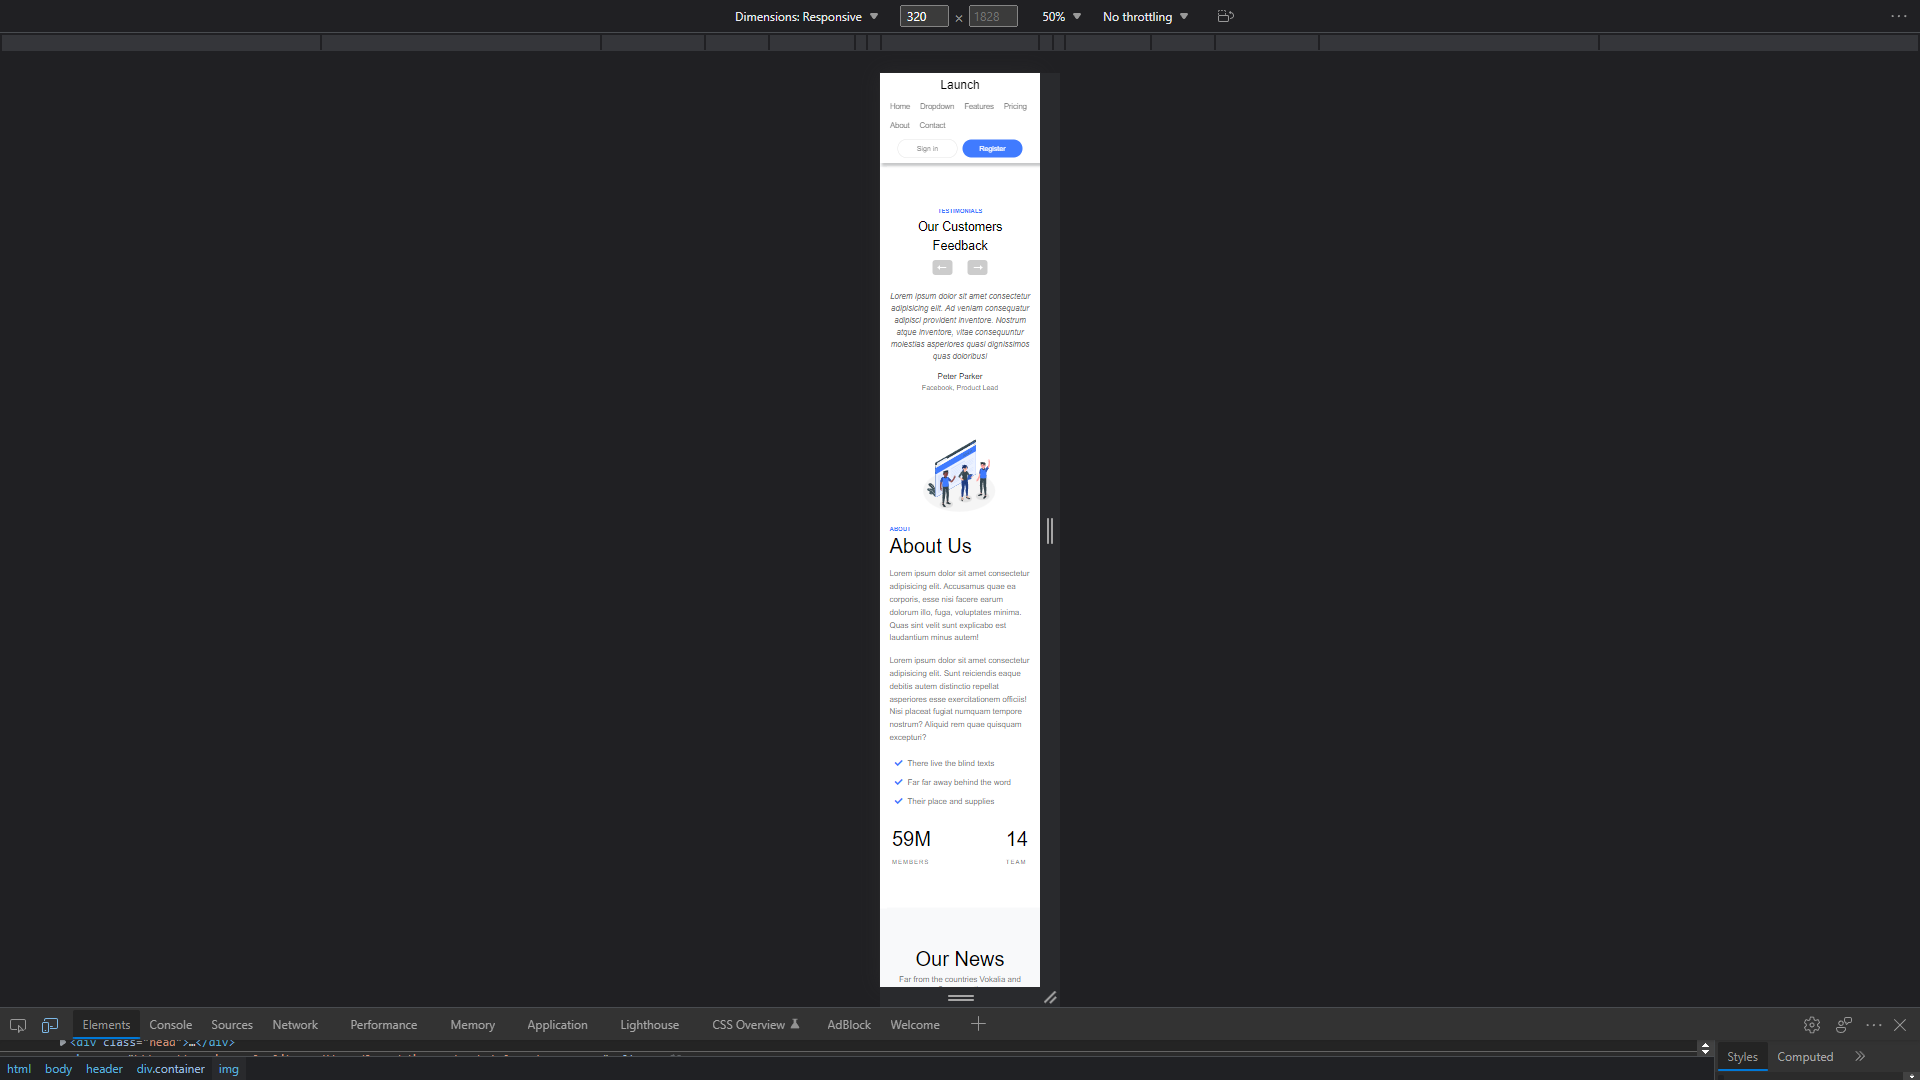 Dimensions: Responsive 320 × 1828 50% No throttling
Launch
Home Dropdown Features Pricing
About Contact
Sign in Register
TESTIMONIALS
Our Customers
Feedback
← →
Lorem ipsum dolor sit amet consectetur
adipisicing elit. Ad veniam consequatur
adipisci provident inventore. Nostrum
atque inventore, vitae consequuntur
molestias asperiores quasi dignissimos
quas doloribus!
Peter Parker
Facebook, Product Lead
ABOUT
About Us
Lorem ipsum dolor sit amet consectetur
adipisicing elit. Accusamus quae ea
corporis, esse nisi facere earum
dolorum illo, fuga, voluptates minima.
Quas sint velit sunt explicabo est
laudantium minus autem!
Lorem ipsum dolor sit amet consectetur
adipisicing elit. Sunt reiciendis eaque
debitis autem distinctio repellat
asperiores esse exercitationem officiis!
Nisi placeat fugiat numquam tempore
nostrum? Aliquid rem quae quisquam
excepturi?
There live the blind texts
Far far away behind the word
Their place and supplies
59M 14
MEMBERS TEAM
Our News
Far from the countries Vokalia and
Elements Console Sources Network Performance Memory Application Lighthouse CSS Overview AdBlock Welcome
<div class="head">…</div>
html body header div.container img
Styles Computed